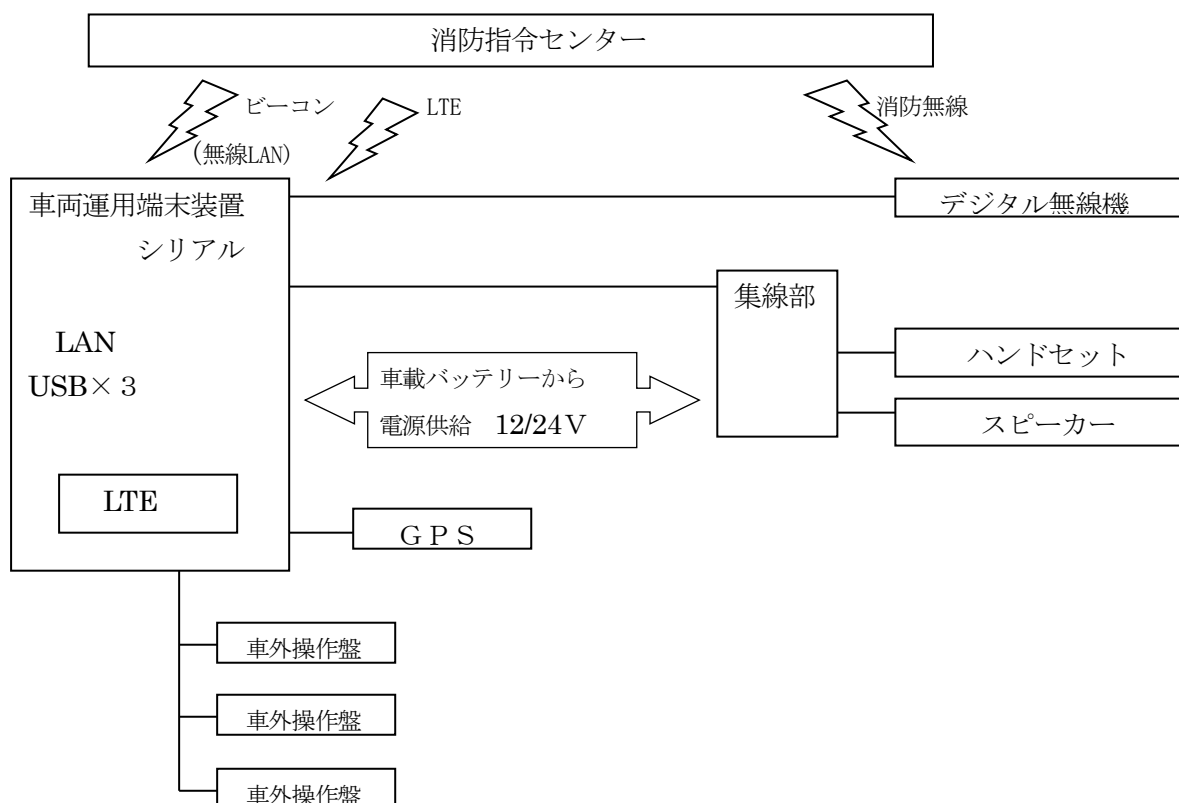 消防指令センター
ビーコン
(無線LAN)
LTE
消防無線
車両運用端末装置
シリアル
デジタル無線機
集線部
LAN
USB×３
ハンドセット
車載バッテリーから
電源供給　12/24V
スピーカー
LTE
ＧＰＳ
車外操作盤
車外操作盤
車外操作盤